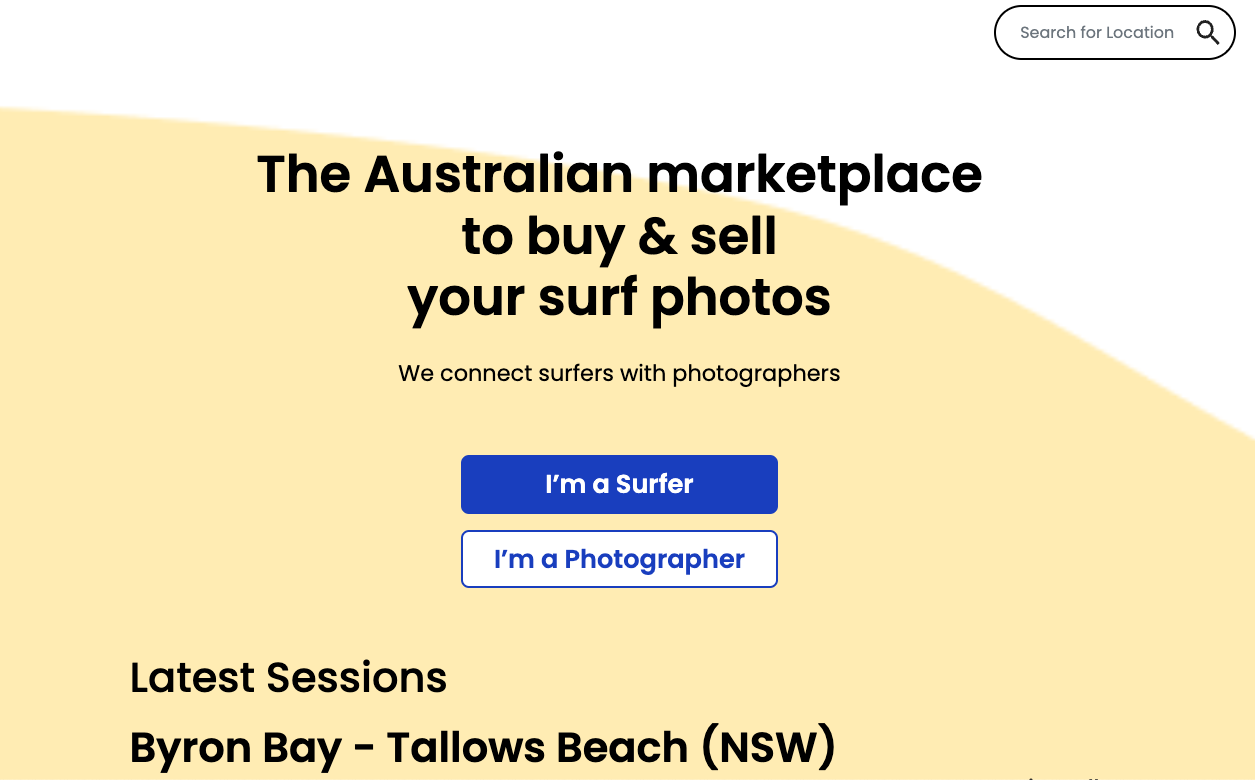 Search for Location
The Australian marketplace
to buy & sell
your surf photos
We connect surfers with photographers
I’m a Surfer
I’m a Photographer
Latest Sessions
Byron Bay - Tallows Beach (NSW)